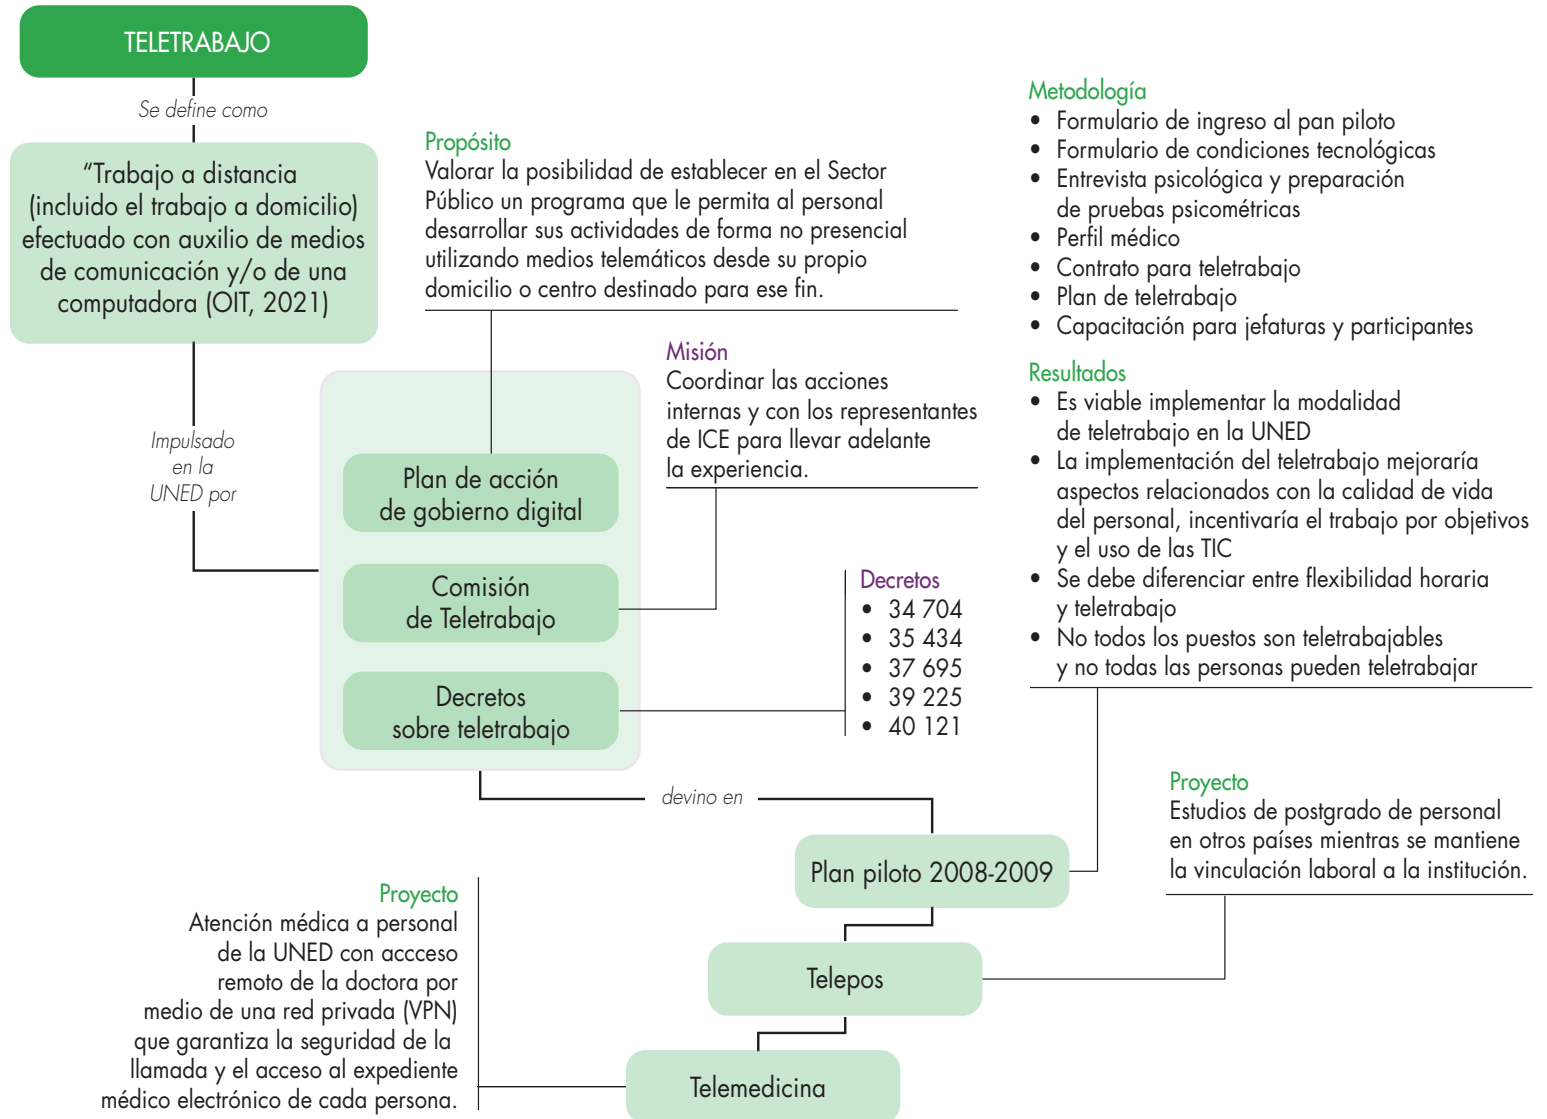 TELETRABAJO
Se define como
“Trabajo a distancia
(incluido el trabajo a domicilio)
efectuado con auxilio de medios
de comunicación y/o de una
computadora (OIT, 2021)
Impulsado
en la
UNED por
Propósito
Valorar la posibilidad de establecer en el Sector
Público un programa que le permita al personal
desarrollar sus actividades de forma no presencial
utilizando medios telemáticos desde su propio
domicilio o centro destinado para ese fin.
Plan de acción
de gobierno digital
Misión
Coordinar las acciones
internas y con los representantes
de ICE para llevar adelante
la experiencia.
Comisión
de Teletrabajo
Decretos
sobre teletrabajo
Decretos
• 34 704
• 35 434
• 37 695
• 39 225
• 40 121
devino en
Metodología
• Formulario de ingreso al pan piloto
• Formulario de condiciones tecnológicas
• Entrevista psicológica y preparación
de pruebas psicométricas
• Perfil médico
• Contrato para teletrabajo
• Plan de teletrabajo
• Capacitación para jefaturas y participantes
Resultados
• Es viable implementar la modalidad
de teletrabajo en la UNED
• La implementación del teletrabajo mejoraría
aspectos relacionados con la calidad de vida
del personal, incentivaría el trabajo por objetivos
y el uso de las TIC
• Se debe diferenciar entre flexibilidad horaria
y teletrabajo
• No todos los puestos son teletrabajables
y no todas las personas pueden teletrabajar
Plan piloto 2008-2009
Proyecto
Estudios de postgrado de personal
en otros países mientras se mantiene
la vinculación laboral a la institución.
Telepos
Proyecto
Atención médica a personal
de la UNED con accceso
remoto de la doctora por
medio de una red privada (VPN)
que garantiza la seguridad de la
llamada y el acceso al expediente
médico electrónico de cada persona.
Telemedicina